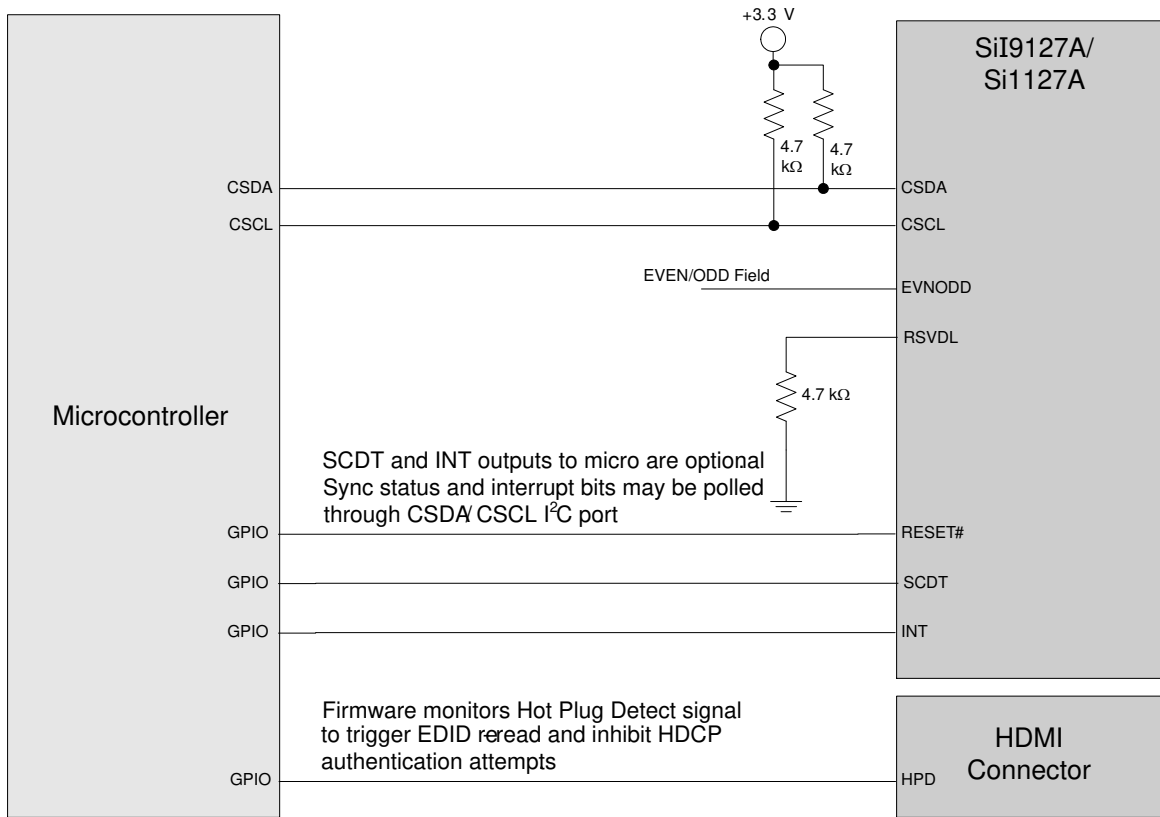 +3.3 V
SiI9127A/
Si1127A
4.7
kΩ
4.7
kΩ
CSDA
CSDA
CSCL
CSCL
EVEN/ODD Field
EVNODD
RSVDL
4.7 kΩ
Microcontroller
SCDT and INT outputs to micro are optional
Sync status and interrupt bits may be polled
through CSDA/CSCL I²C port
GPIO
RESET#
GPIO
SCDT
GPIO
INT
Firmware monitors Hot Plug Detect signal
to trigger EDID re-read and inhibit HDCP
authentication attempts
HDMI
Connector
GPIO
HPD